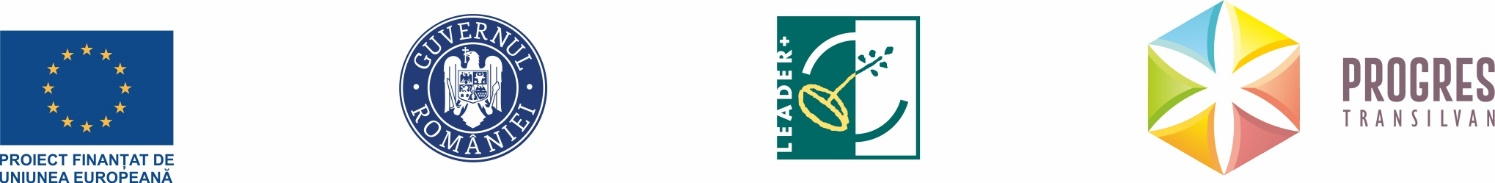 PROIECT FINANȚAT DE
UNIUNEA EUROPEANĂ
GUVERNUL
ROMÂNIEI
LEADER+
PROGRES
TRANSILVAN